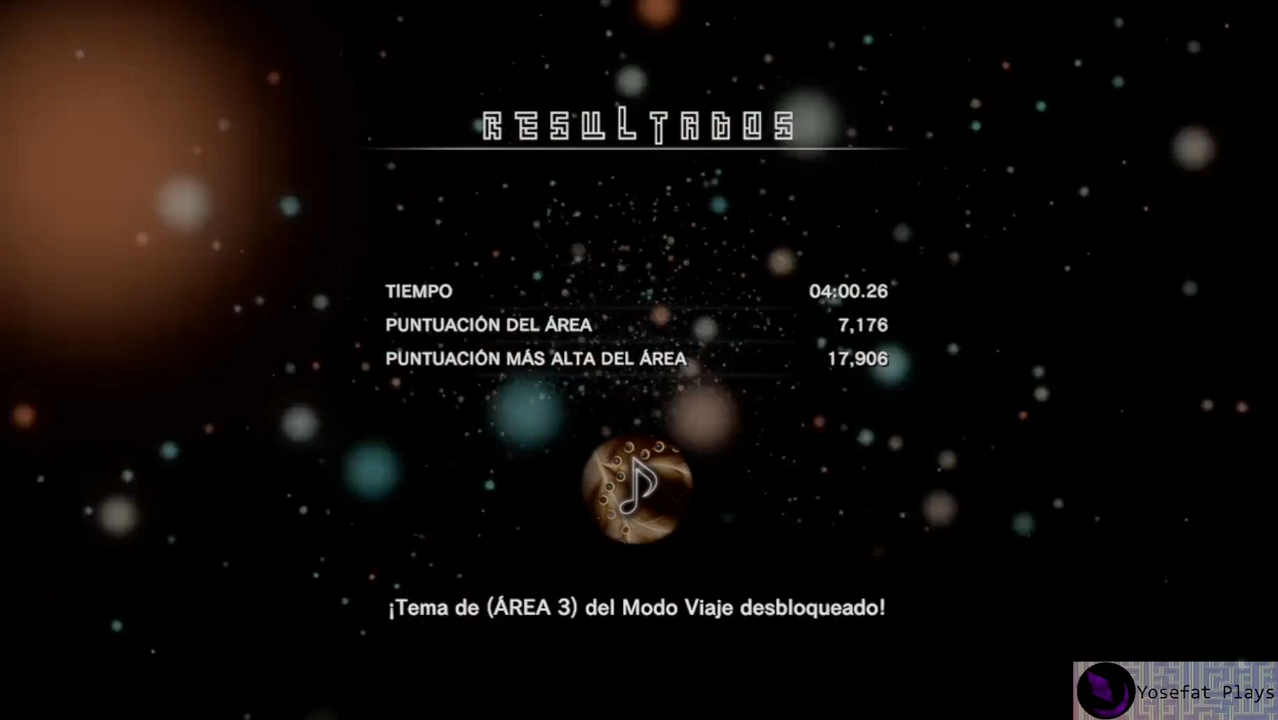 RESULTADOS
TIEMPO 04:00.26
PUNTUACIÓN DEL ÁREA 7,176
PUNTUACIÓN MÁS ALTA DEL ÁREA 17,906
¡Tema de (ÁREA 3) del Modo Viaje desbloqueado!
Yosefat Plays